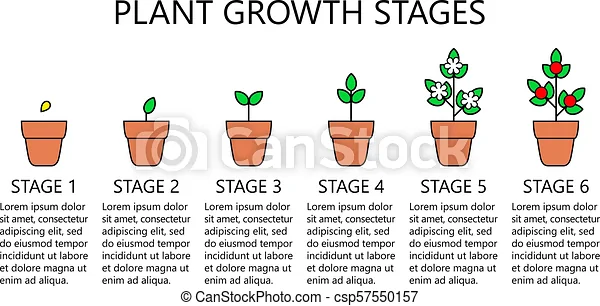 PLANT GROWTH STAGES
© CanStockPhoto
STAGE 1
Lorem ipsum dolor
sit amet, consectetur
adipiscing elit, sed
do eiusmod tempor
incididunt ut labore
et dolore magna ut
enim ad aliqua.
STAGE 2
Lorem ipsum dolor
sit amet, consectetur
adipiscing elit, sed
do eiusmod tempor
incididunt ut labore
et dolore magna ut
enim ad aliqua.
STAGE 3
Lorem ipsum dolor
sit amet, consectetur
adipiscing elit, sed
do eiusmod tempor
incididunt ut labore
et dolore magna ut
enim ad aliqua.
STAGE 4
Lorem ipsum dolor
sit amet, consectetur
adipiscing elit, sed
do eiusmod tempor
incididunt ut labore
et dolore magna ut
enim ad aliqua.
STAGE 5
Lorem ipsum dolor
sit amet, consectetur
adipiscing elit, sed
do eiusmod tempor
incididunt ut labore
et dolore magna ut
enim ad aliqua.
STAGE 6
Lorem ipsum dolor
sit amet, consectetur
adipiscing elit, sed
do eiusmod tempor
incididunt ut labore
et dolore magna ut
enim ad aliqua.
© CanStockPhoto.com - csp57550157